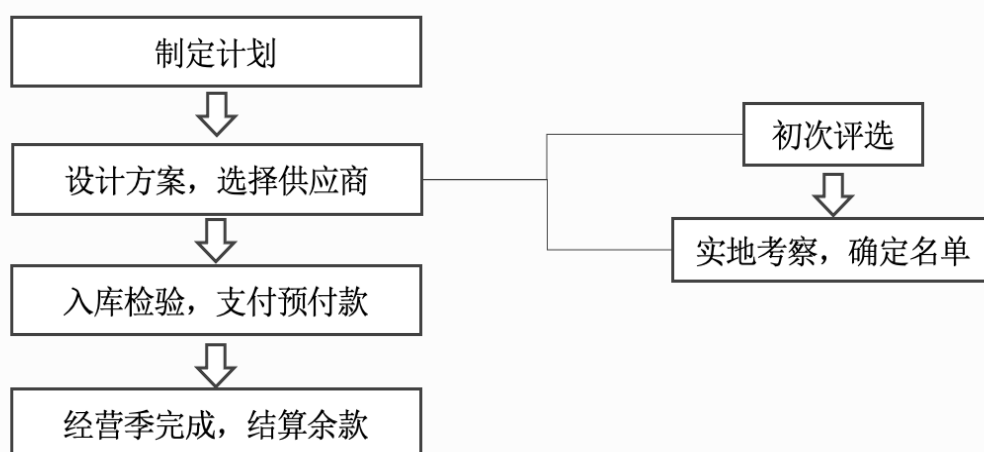 制定计划
设计方案，选择供应商
初次评选
实地考察，确定名单
入库检验，支付预付款
经营季完成，结算余款